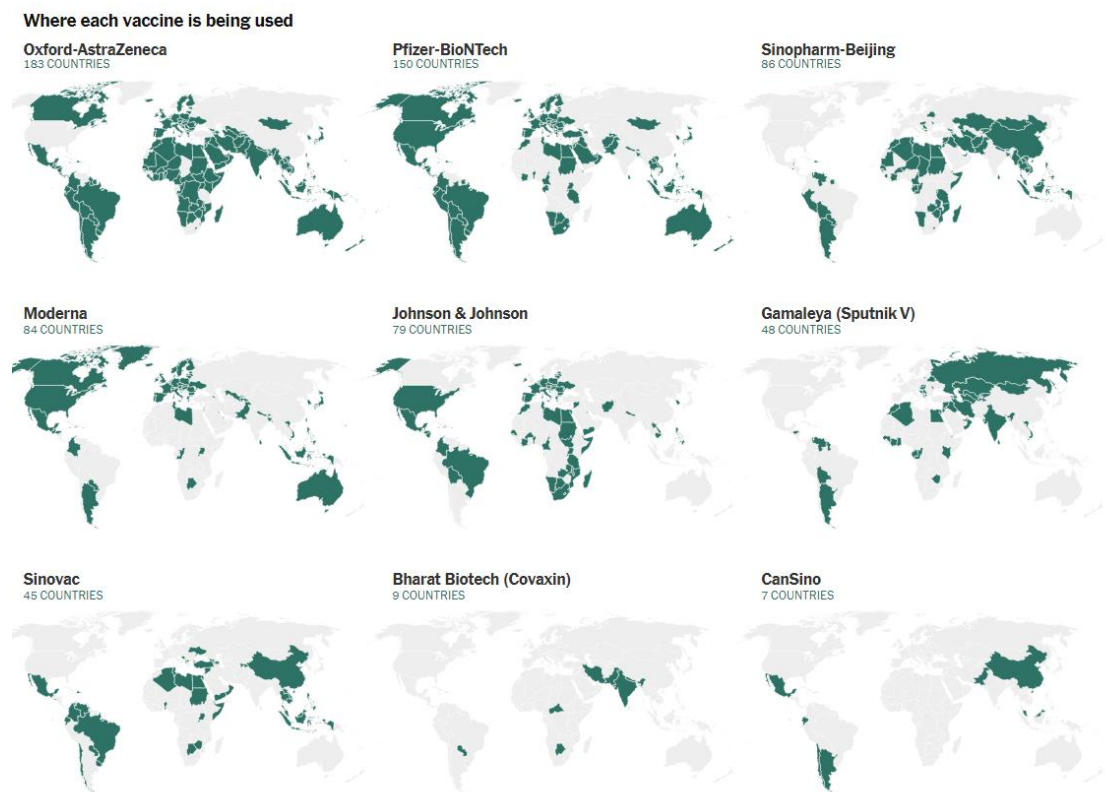 Where each vaccine is being used
Oxford-AstraZeneca
183 COUNTRIES
Pfizer-BioNTech
150 COUNTRIES
Sinopharm-Beijing
86 COUNTRIES
Moderna
84 COUNTRIES
Johnson & Johnson
79 COUNTRIES
Gamaleya (Sputnik V)
48 COUNTRIES
Sinovac
45 COUNTRIES
Bharat Biotech (Covaxin)
9 COUNTRIES
CanSino
7 COUNTRIES